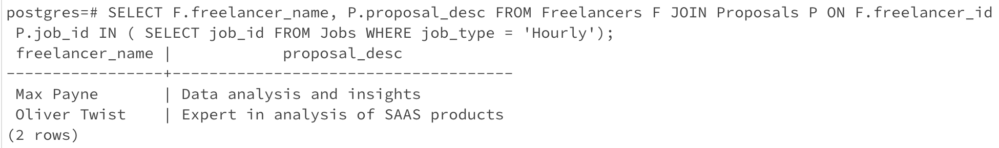 postgres=# SELECT F.freelancer_name, P.proposal_desc FROM Freelancers F JOIN Proposals P ON F.freelancer_id
 P.job_id IN ( SELECT job_id FROM Jobs WHERE job_type = 'Hourly');
 freelancer_name |            proposal_desc
-----------------+-------------------------------------
 Max Payne       | Data analysis and insights
 Oliver Twist    | Expert in analysis of SAAS products
(2 rows)